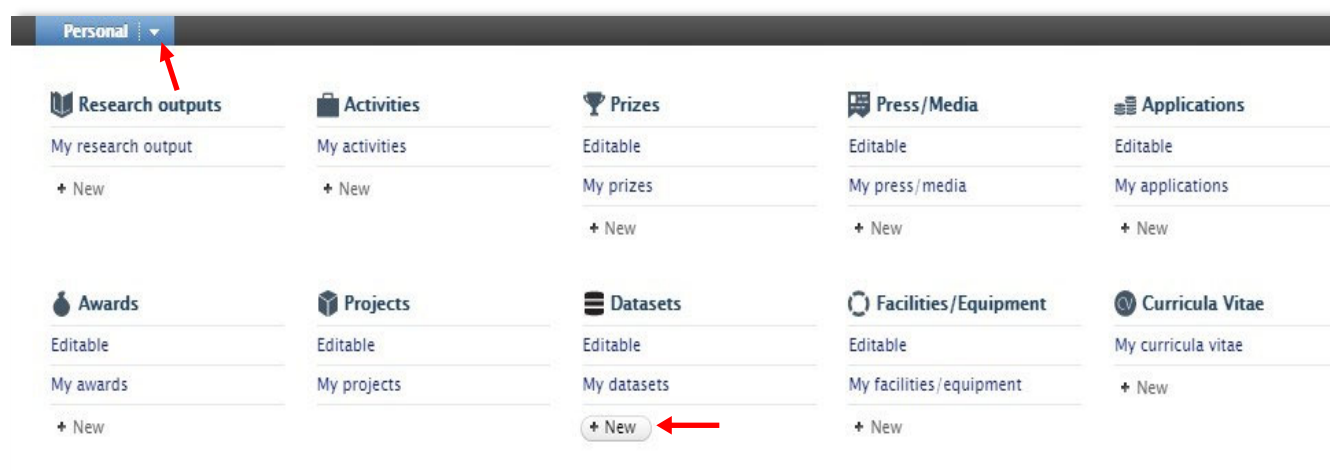 Personal
Research outputs
My research output
+ New
Activities
My activities
+ New
Prizes
Editable
My prizes
+ New
Press/Media
Editable
My press/media
+ New
Applications
Editable
My applications
+ New
Awards
Editable
My awards
+ New
Projects
Editable
My projects
Datasets
Editable
My datasets
+ New
Facilities/Equipment
Editable
My facilities/equipment
+ New
CV Curricula Vitae
My curricula vitae
+ New